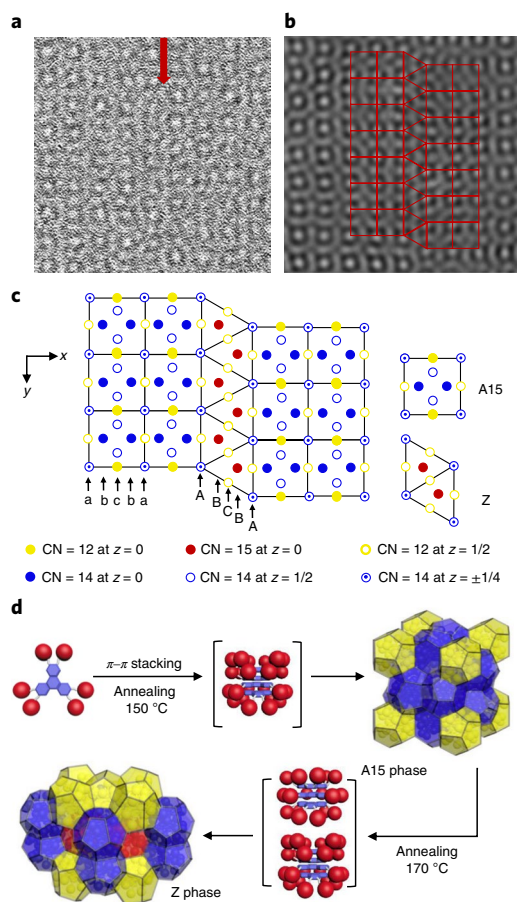 a
b
c
x
y
A15
Z
a b c b a A B C B A
CN = 12 at z = 0 CN = 15 at z = 0 CN = 12 at z = 1/2
CN = 14 at z = 0 CN = 14 at z = 1/2 CN = 14 at z = ±1/4
d
π–π stacking
Annealing
150 °C
A15 phase
Annealing
170 °C
Z phase